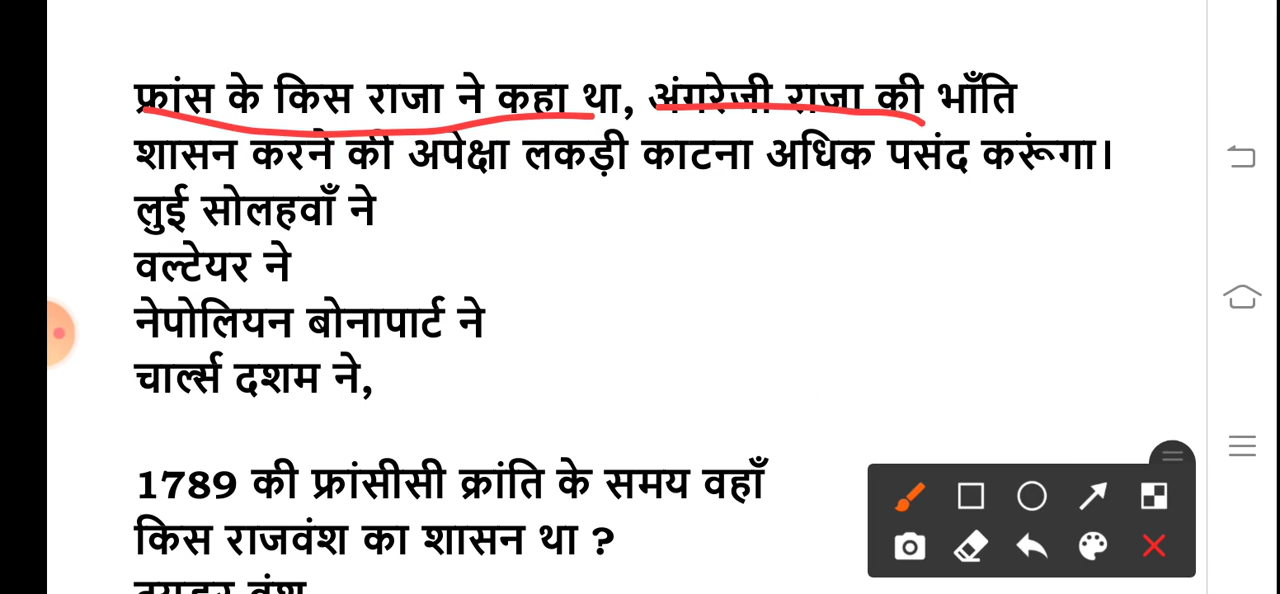 फ्रांस के किस राजा ने कहा था, अंगरेजी राजा की भाँति
शासन करने की अपेक्षा लकड़ी काटना अधिक पसंद करूंगा।
लुई सोलहवाँ ने
वल्टेयर ने
नेपोलियन बोनापार्ट ने
चार्ल्स दशम ने,
1789 की फ्रांसीसी क्रांति के समय वहाँ
किस राजवंश का शासन था ?
वंश